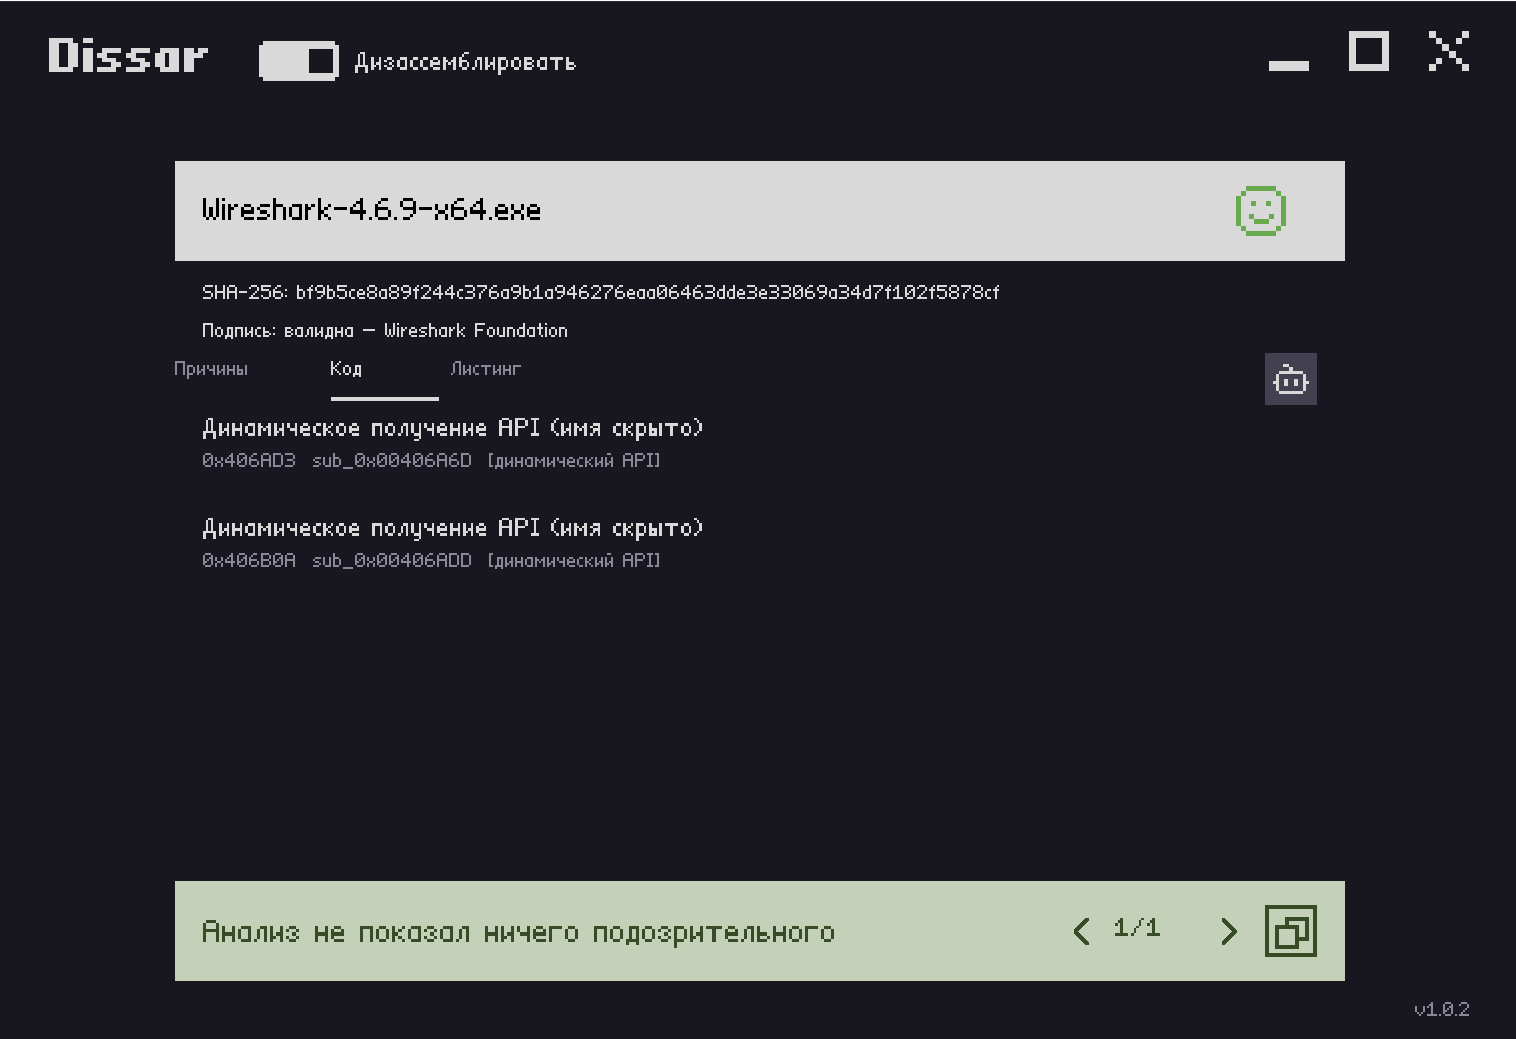 Dissar
Дизассемблировать
Wireshark-4.6.9-x64.exe
SHA-256: bf9b5ce8a89f244c376a9b1a946276eaa06463dde3e33069a34d7f102f5878cf
Подпись: валидна — Wireshark Foundation
Причины Код Листинг
Динамическое получение API (имя скрыто)
0x406AD3 sub_0x00406A6D [динамический API]
Динамическое получение API (имя скрыто)
0x406B0A sub_0x00406ADD [динамический API]
Анализ не показал ничего подозрительного
1/1
v1.0.2